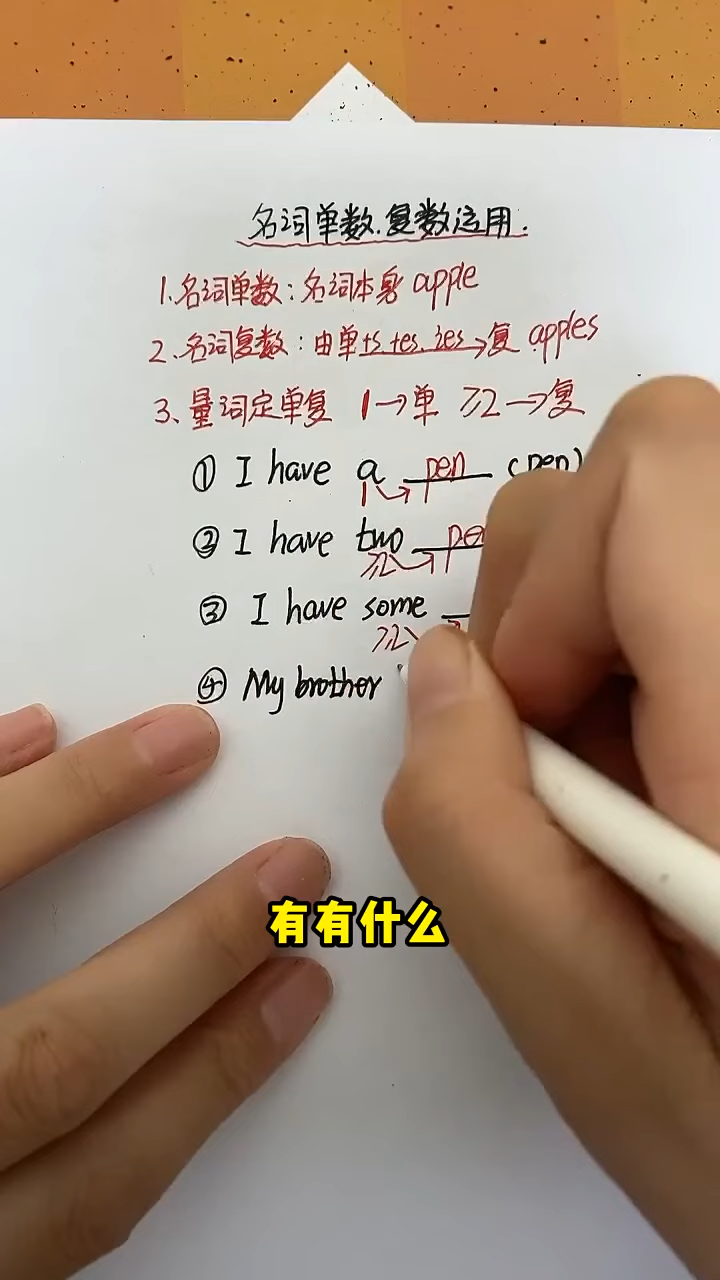 名词单数.复数运用.
1.名词单数:名词本身 apple
2.名词复数:由单+s.+es.ies→复 apples
3.量词定单复 1→单 ≥2→复
① I have a pen (pen)
1
② I have two
≥2
③ I have some
≥2
④ My brother
有有什么